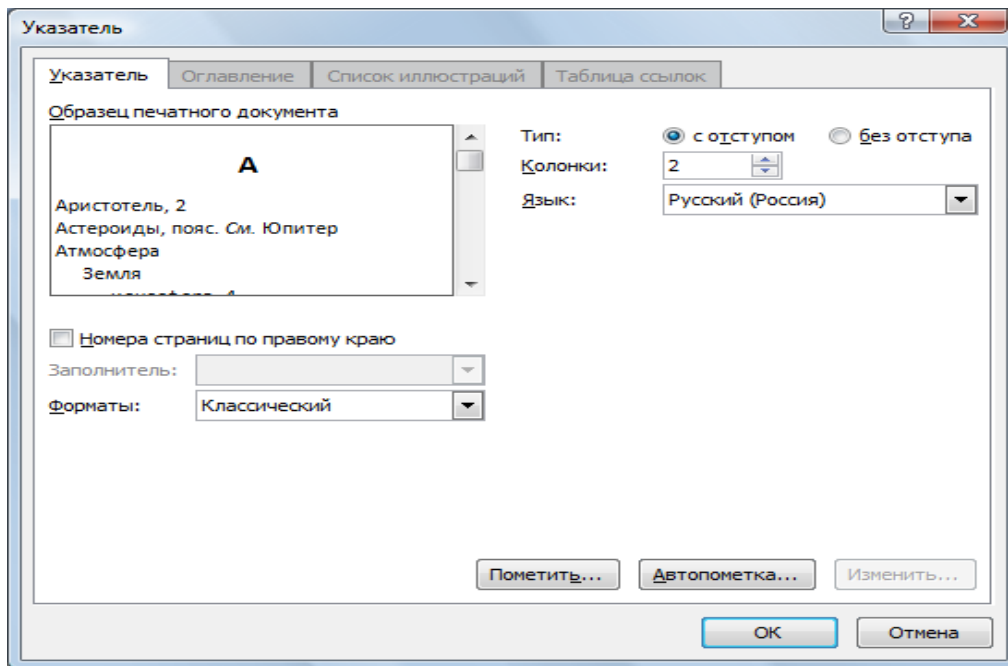 Указатель
Указатель Оглавление Список иллюстраций Таблица ссылок
Образец печатного документа
А
Аристотель, 2
Астероиды, пояс. См. Юпитер
Атмосфера
Земля
Тип: с отступом без отступа
Колонки: 2
Язык: Русский (Россия)
Номера страниц по правому краю
Заполнитель:
Форматы: Классический
Пометить... Автопометка... Изменить...
ОК Отмена